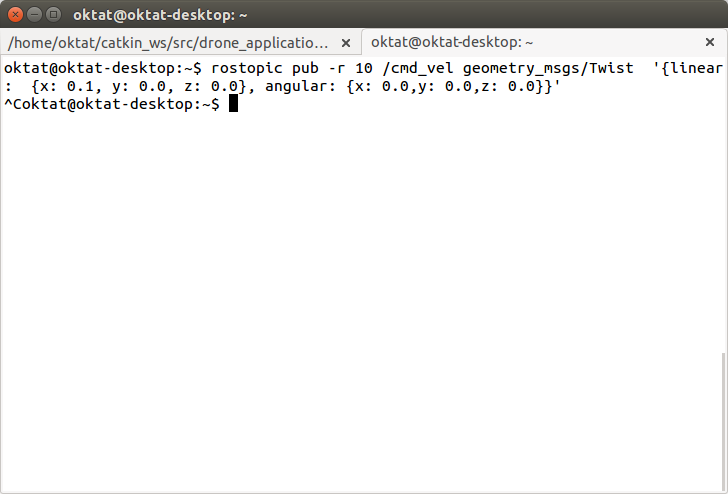 oktat@oktat-desktop: ~
/home/oktat/catkin_ws/src/drone_applicatio... × oktat@oktat-desktop: ~ ×
oktat@oktat-desktop:~$ rostopic pub -r 10 /cmd_vel geometry_msgs/Twist  '{linear
:  {x: 0.1, y: 0.0, z: 0.0}, angular: {x: 0.0,y: 0.0,z: 0.0}}'
^Coktat@oktat-desktop:~$